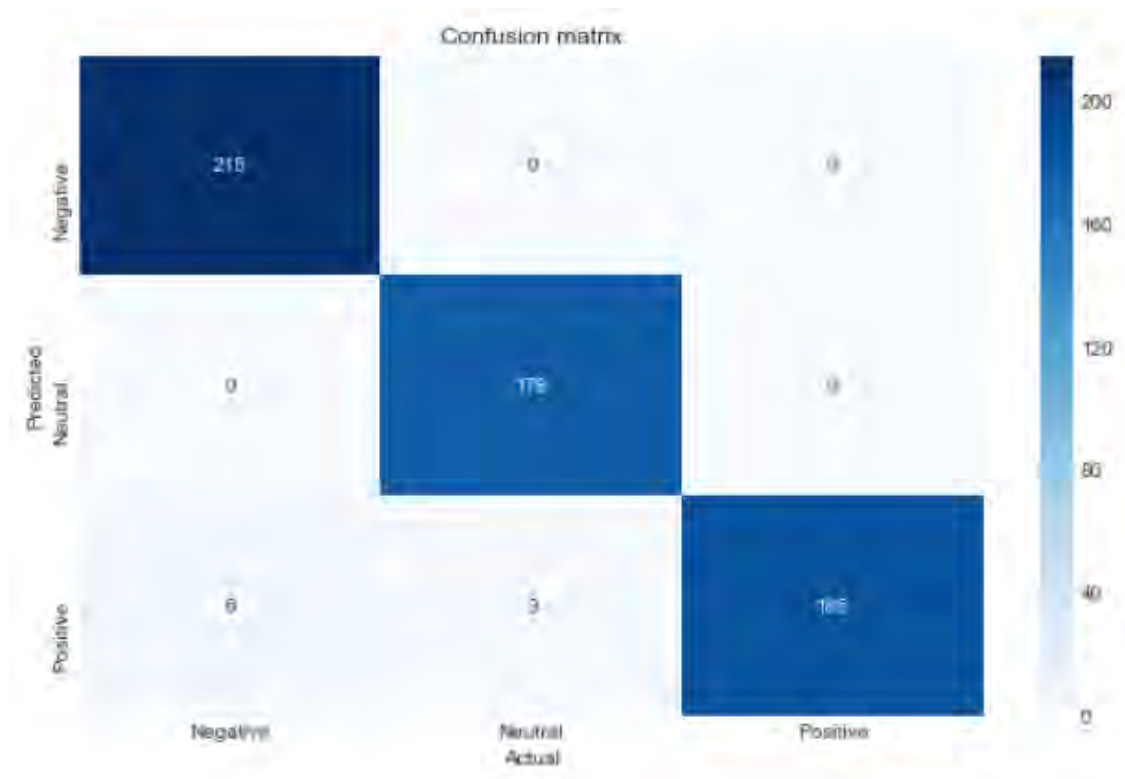 Confusion matrix
200
215 0 0
Negative
160
120
Predicted
Neutral
0 0
80
40
Positive
6 3
0
Negative Neutral Positive
Actual